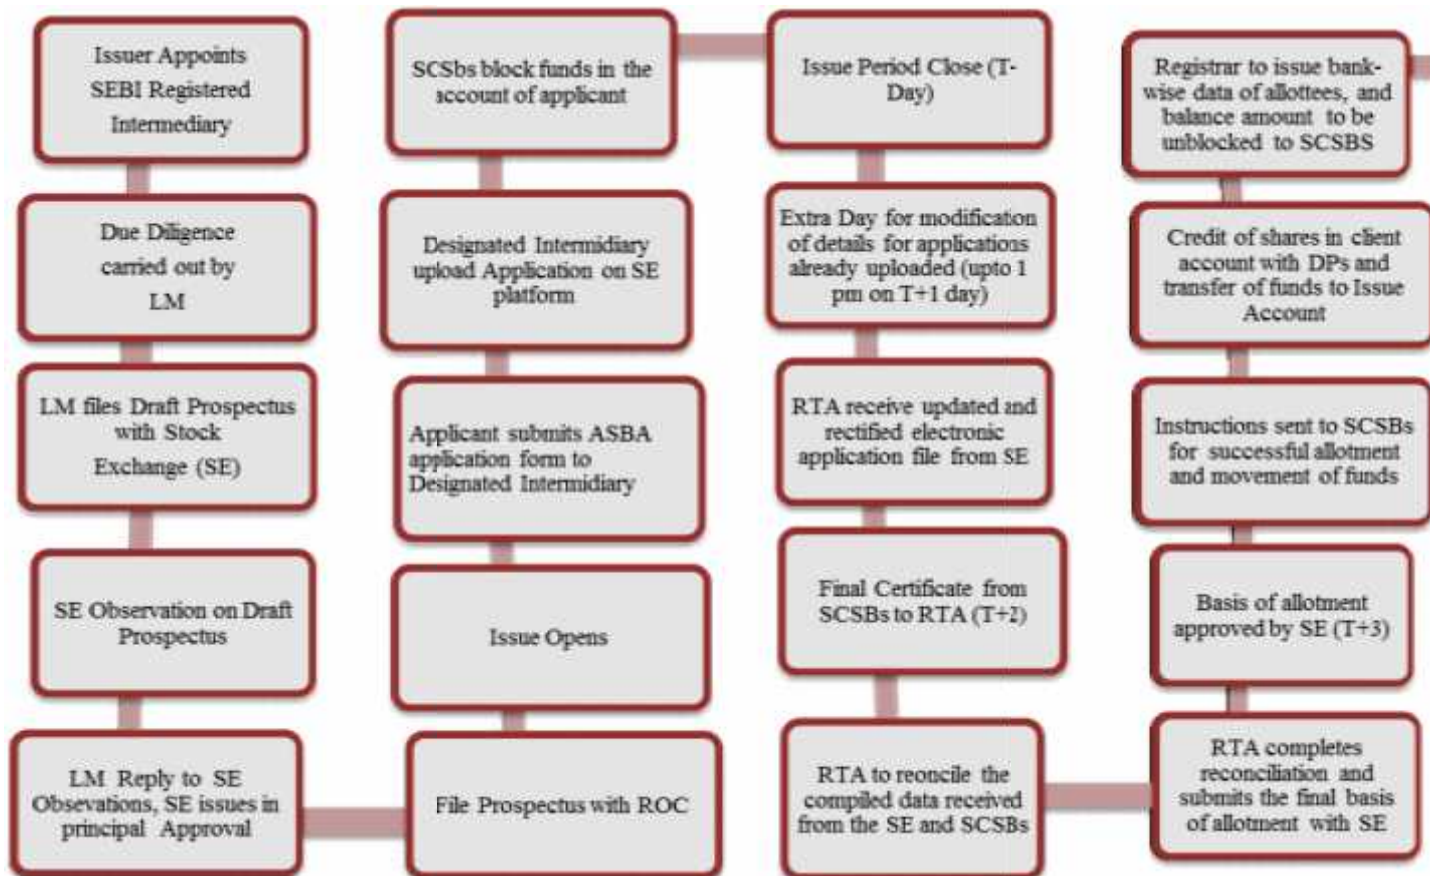 Issuer Appoints
SEBI Registered
Intermediary
Due Diligence
carried out by
LM
LM files Draft Prospectus
with Stock
Exchange (SE)
SE Observation on Draft
Prospectus
LM Reply to SE
Obsevations, SE issues in
principal Approval
File Prospectus with ROC
Issue Opens
Applicant submits ASBA
application form to
Designated Intermidiary
Designated Intermidiary
upload Application on SE
platform
SCSbs block funds in the
account of applicant
Issue Period Close (T-
Day)
Extra Day for modification
of details for applications
already uploaded (upto 1
pm on T+1 day)
RTA receive updated and
rectified electronic
application file from SE
Final Certificate from
SCSBs to RTA (T+2)
RTA to reconcile the
compiled data received
from the SE and SCSBs
RTA completes
reconciliation and
submits the final basis
of allotment with SE
Basis of allotment
approved by SE (T+3)
Instructions sent to SCSBs
for successful allotment
and movement of funds
Credit of shares in client
account with DPs and
transfer of funds to Issue
Account
Registrar to issue bank-
wise data of allottees, and
balance amount to be
unblocked to SCSBS